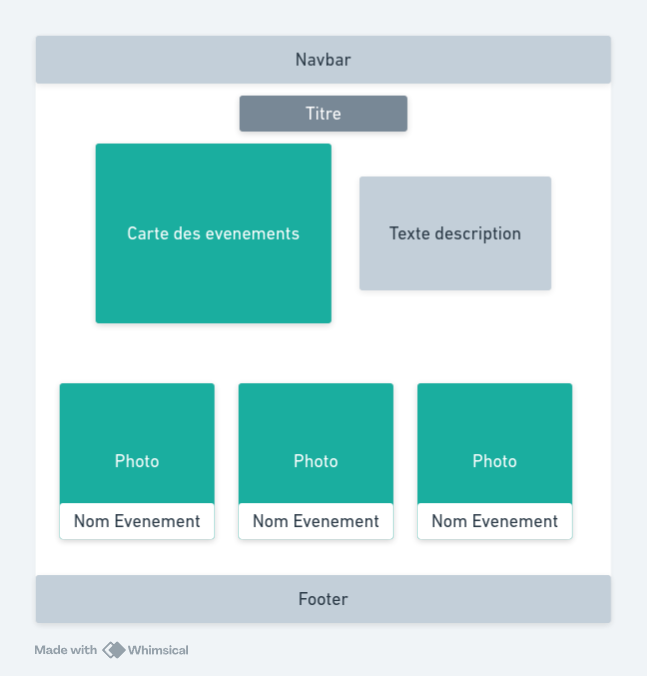 Navbar
Titre
Carte des evenements
Texte description
Photo
Photo
Photo
Nom Evenement
Nom Evenement
Nom Evenement
Footer
Made with Whimsical